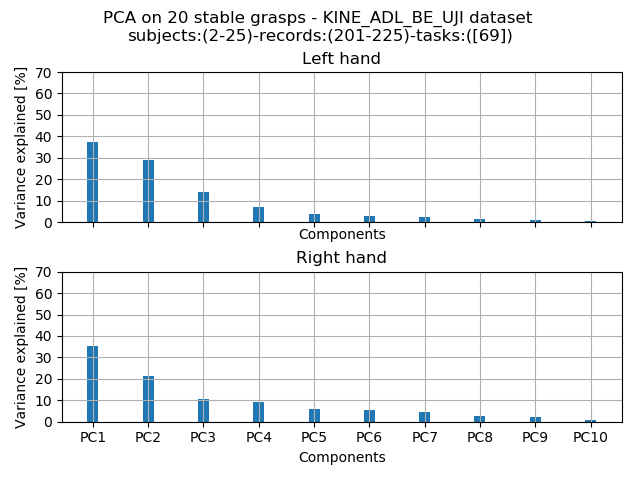 PCA on 20 stable grasps - KINE_ADL_BE_UJI dataset
subjects:(2-25)-records:(201-225)-tasks:([69])
Left hand
Variance explained [%]
70
60
50
40
30
20
10
0
Components
Right hand
Variance explained [%]
70
60
50
40
30
20
10
0
PC1 PC2 PC3 PC4 PC5 PC6 PC7 PC8 PC9 PC10
Components